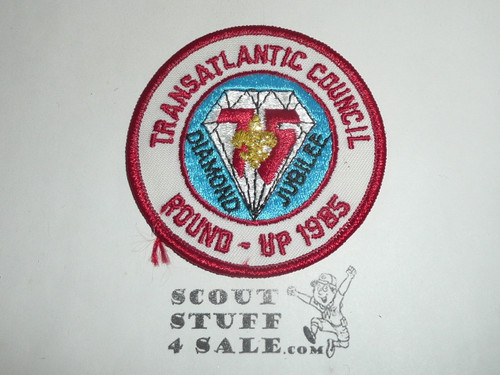 TRANSATLANTIC COUNCIL
75
DIAMOND JUBILEE
ROUND - UP 1985
SCOUT
STUFF
4 SALE.COM